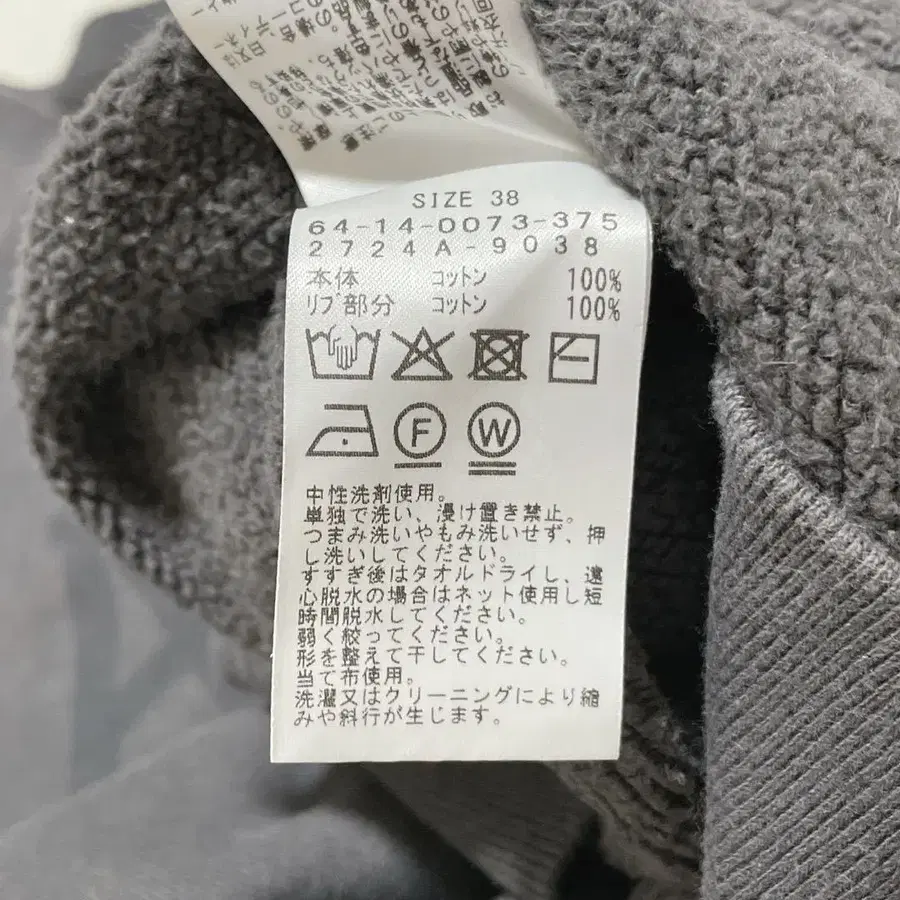 SIZE 38
64-14-0073-375
2724A-9038
本体 コットン 100%
リブ部分 コットン 100%
F W
中性洗剤使用。
単独で洗い、浸け置き禁止。
つまみ洗いやもみ洗いせず、押
し洗いしてください。
すすぎ後はタオルドライし、遠
心脱水の場合はネット使用し短
時間脱水してください。
弱く絞ってください。
形を整えて干してください。
当て布使用。
洗濯又はクリーニングにより縮
みや斜行が生じます。